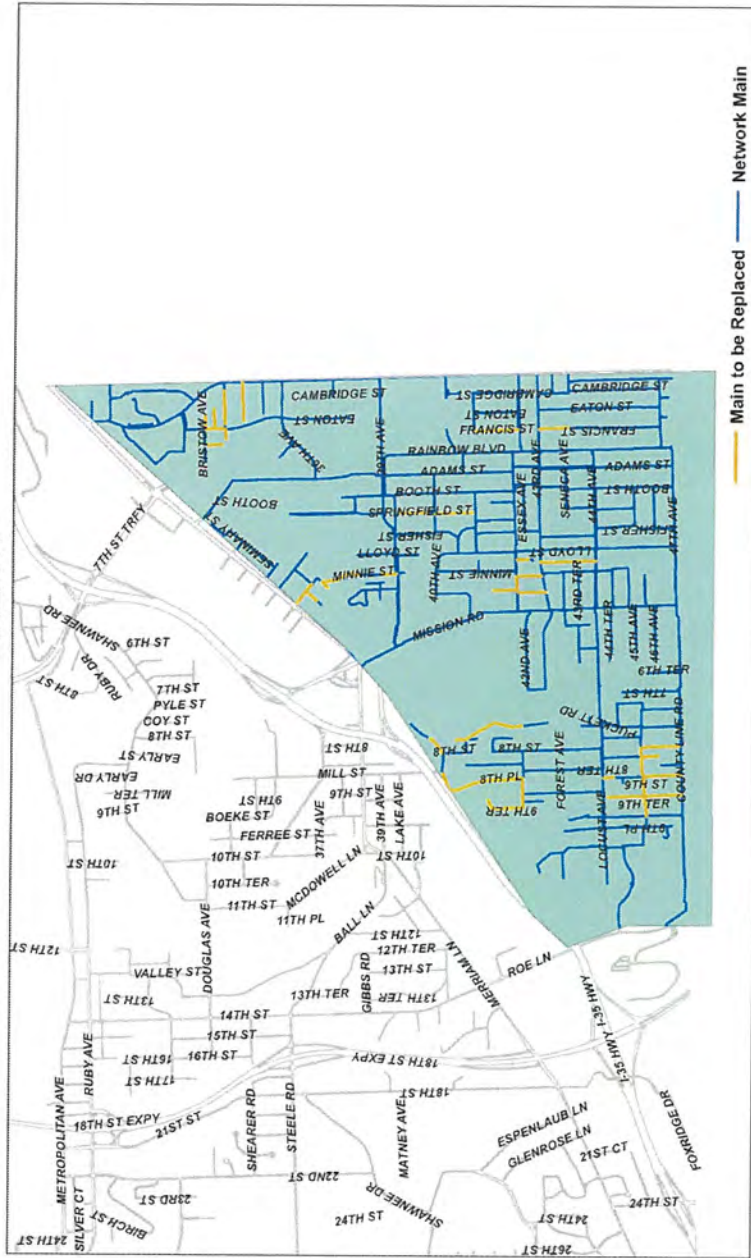 24TH ST
SILVER CT
METROPOLITAN AVE
BIRCH ST
23RD ST
18TH ST EXPY
21ST ST
RUBY AVE
17TH ST
16TH ST
15TH ST
16TH ST
14TH ST
13TH ST
VALLEY ST
12TH ST
10TH ST
DOUGLAS AVE
SHEARER RD
STEELE RD
22ND ST
24TH ST
SHAWNEE DR
MATNEY AVE
18TH ST
18TH ST EXPY
13TH TER
GIBBS RD
BALL LN
12TH ST
12TH TER
13TH ST
13TH TER
MERRIAM LN
ROE LN
ESPENLAUB LN
GLENROSE LN
21ST CT
24TH ST
26TH ST
24TH ST
FOXRIDGE DR
I-35 HWY
I-35 HWY
11TH PL
11TH ST
10TH TER
10TH ST
MCDOWELL LN
37TH AVE
FERREE ST
BOEKE ST
9TH ST
9TH ST
MILL ST
8TH ST
39TH AVE
LAKE AVE
10TH ST
9TH ST
MILL TER
EARLY DR
EARLY ST
8TH ST
COY ST
PYLE ST
7TH ST
6TH ST
RUBY DR
8TH ST
SHAWNEE RD
7TH ST TRFY
SEMINARY ST
BOOTH ST
BRISTOW AVE
CAMBRIDGE ST
EATON ST
36TH AVE
39TH AVE
RAINBOW BLVD
ADAMS ST
BOOTH ST
SPRINGFIELD ST
FISHER ST
LLOYD ST
MINNIE ST
40TH AVE
MINNIE ST
MISSION RD
CAMBRIDGE ST
EATON ST
FRANCIS ST
ESSEX AVE
43RD AVE
SENECA AVE
44TH AVE
LLOYD ST
43RD TER
42ND AVE
44TH TER
45TH AVE
46TH AVE
47TH AVE
CAMBRIDGE ST
EATON ST
FRANCIS ST
ADAMS ST
BOOTH ST
FISHER ST
6TH TER
7TH ST
PUCKETT RD
COUNTY LINE RD
8TH ST
8TH ST
8TH PL
9TH TER
FOREST AVE
8TH TER
LOCUST AVE
9TH ST
9TH TER
9TH PL
Main to be Replaced
Network Main